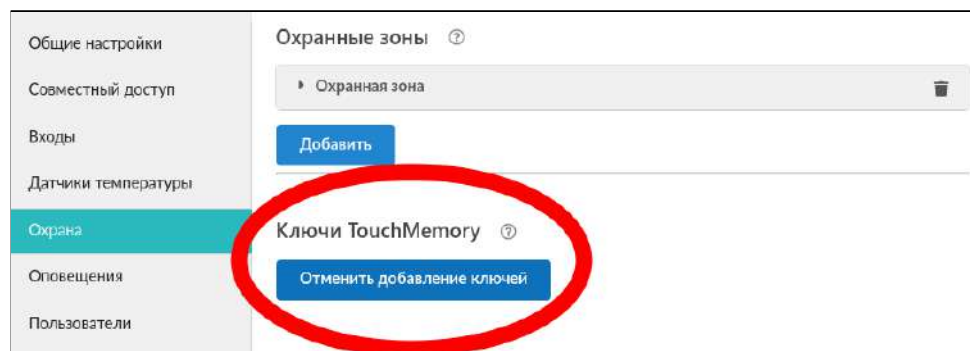 Общие настройки
Совместный доступ
Входы
Датчики температуры
Охрана
Оповещения
Пользователи
Охранные зоны ?
Охранная зона
Добавить
Ключи TouchMemory ?
Отменить добавление ключей